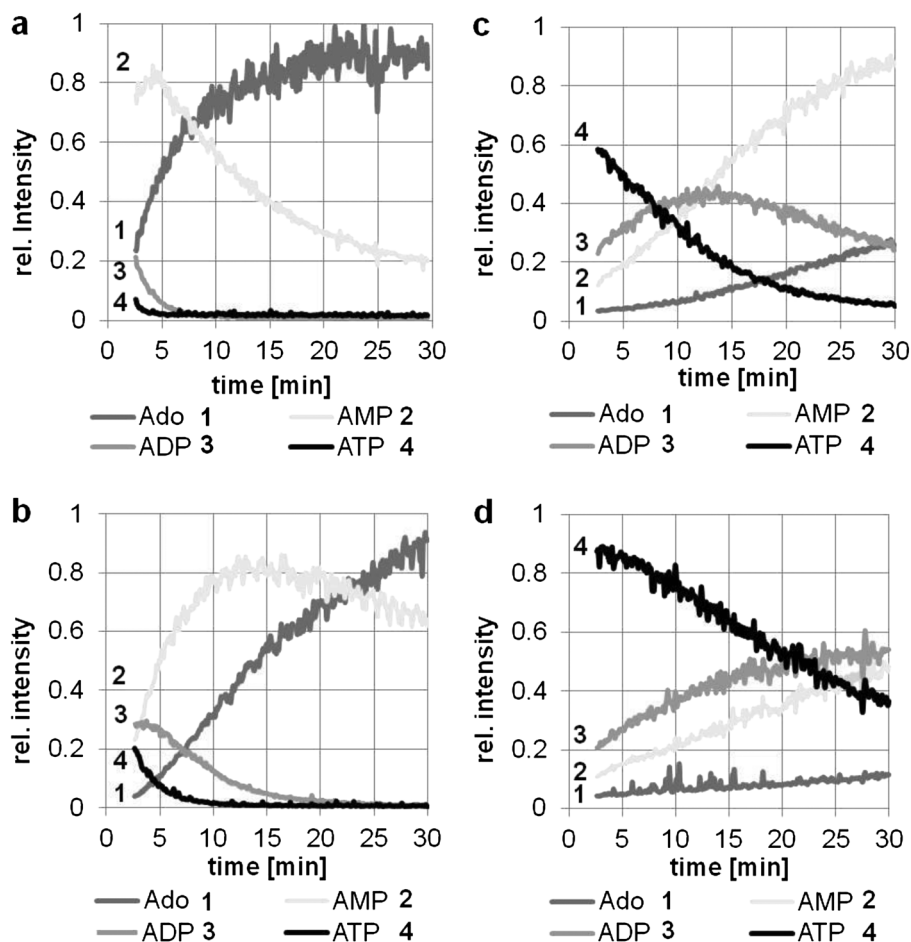 a
rel. Intensity
1
0.8
0.6
0.4
0.2
0
2
1
3
4
0 5 10 15 20 25 30
time [min]
Ado 1 AMP 2
ADP 3 ATP 4
c
rel. intensity
1
0.8
0.6
0.4
0.2
0
4
3
2
1
0 5 10 15 20 25 30
time [min]
Ado 1 AMP 2
ADP 3 ATP 4
b
rel. intensity
1
0.8
0.6
0.4
0.2
0
2
3
4
1
0 5 10 15 20 25 30
time [min]
Ado 1 AMP 2
ADP 3 ATP 4
d
rel. intensity
1
0.8
0.6
0.4
0.2
0
4
3
2
1
0 5 10 15 20 25 30
time [min]
Ado 1 AMP 2
ADP 3 ATP 4